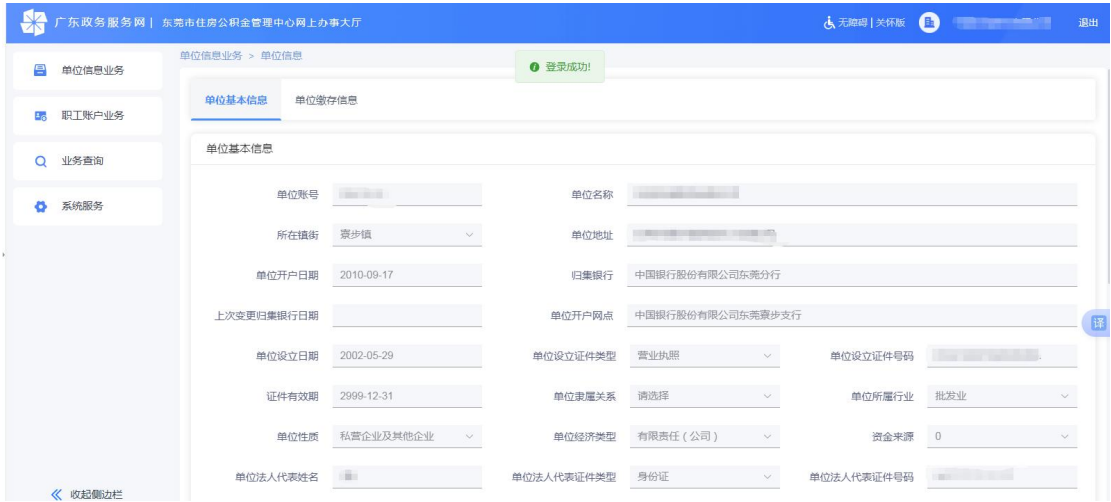 广东政务服务网 | 东莞市住房公积金管理中心网上办事大厅
无障碍 | 关怀版
退出
单位信息业务
职工账户业务
业务查询
系统服务
收起侧边栏
单位信息业务 > 单位信息
登录成功!
单位基本信息 单位缴存信息
单位基本信息
单位账号 单位名称
所在镇街 寮步镇 单位地址
单位开户日期 2010-09-17 归集银行 中国银行股份有限公司东莞分行
上次变更归集银行日期 单位开户网点 中国银行股份有限公司东莞寮步支行
单位设立日期 2002-05-29 单位设立证件类型 营业执照 单位设立证件号码
证件有效期 2999-12-31 单位隶属关系 请选择 单位所属行业 批发业
单位性质 私营企业及其他企业 单位经济类型 有限责任(公司) 资金来源 0
单位法人代表姓名 单位法人代表证件类型 身份证 单位法人代表证件号码
译